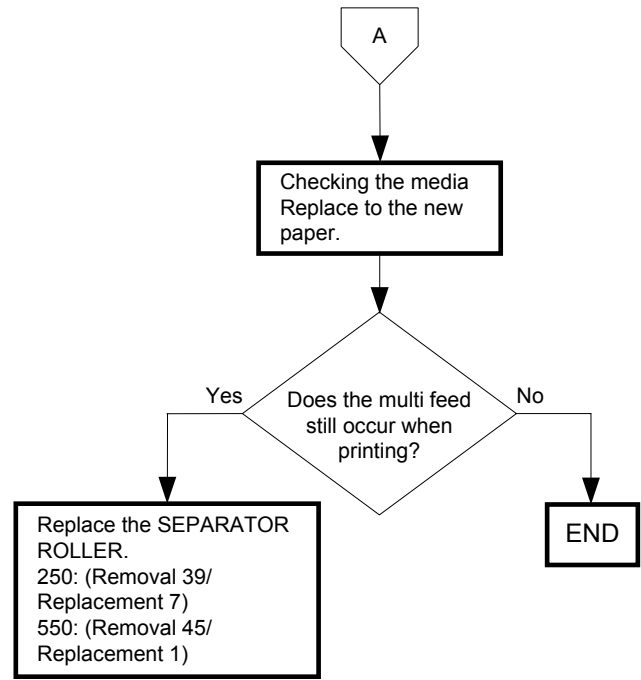 A
Checking the media
Replace to the new
paper.
Does the multi feed
still occur when
printing?
Yes
No
Replace the SEPARATOR
ROLLER.
250: (Removal 39/
Replacement 7)
550: (Removal 45/
Replacement 1)
END